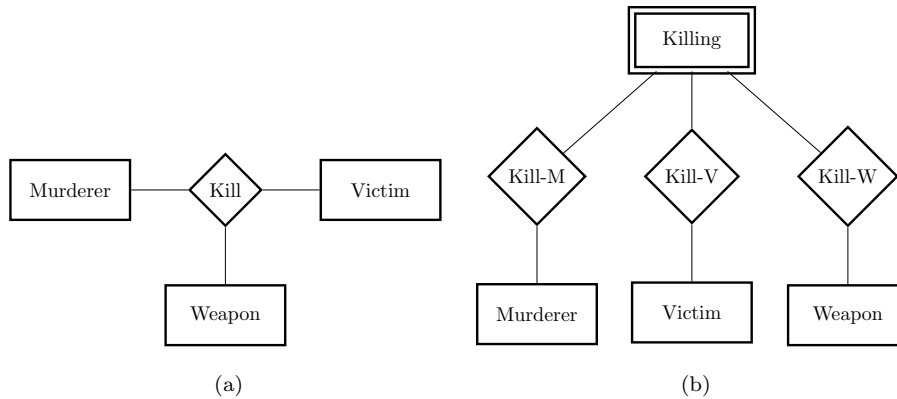 Killing
Murderer
Kill
Victim
Kill-M
Kill-V
Kill-W
Weapon
Murderer
Victim
Weapon
(a)
(b)